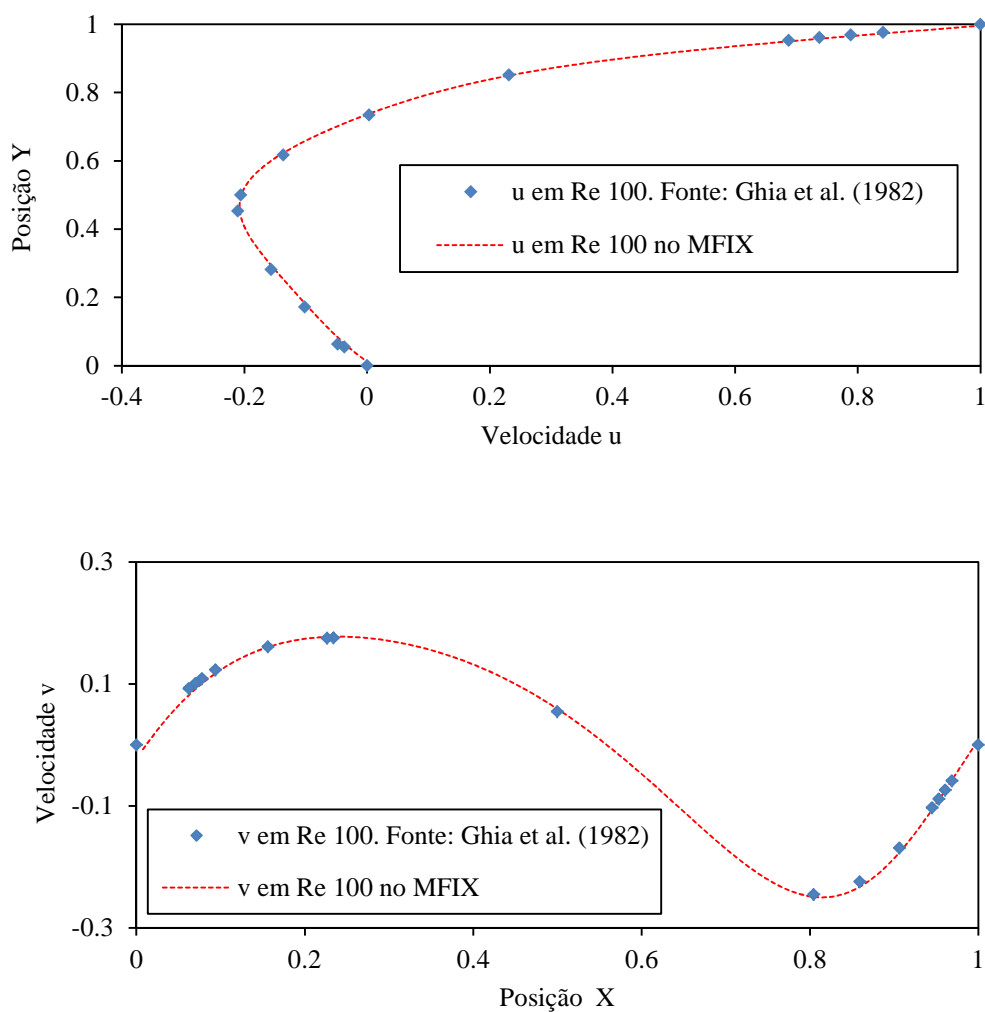 1
0.8
0.6
0.4
0.2
0
Posição Y
u em Re 100. Fonte: Ghia et al. (1982)
u em Re 100 no MFIX
-0.4 -0.2 0 0.2 0.4 0.6 0.8 1
Velocidade u
0.3
0.1
-0.1
-0.3
Velocidade v
v em Re 100. Fonte: Ghia et al. (1982)
v em Re 100 no MFIX
0 0.2 0.4 0.6 0.8 1
Posição X